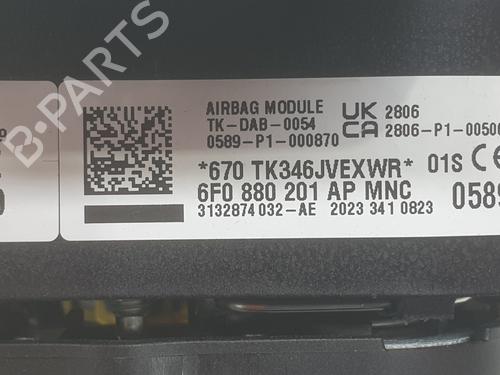 B-PARTS
AIRBAG MODULE
TK-DAB-0054
0589-P1-000870
UK CA 2806
2806-P1-00500
*670 TK346JVEXWR* 01S CE
6F0 880 201 AP MNC 0589
3132874032-AE 2023 341 0823